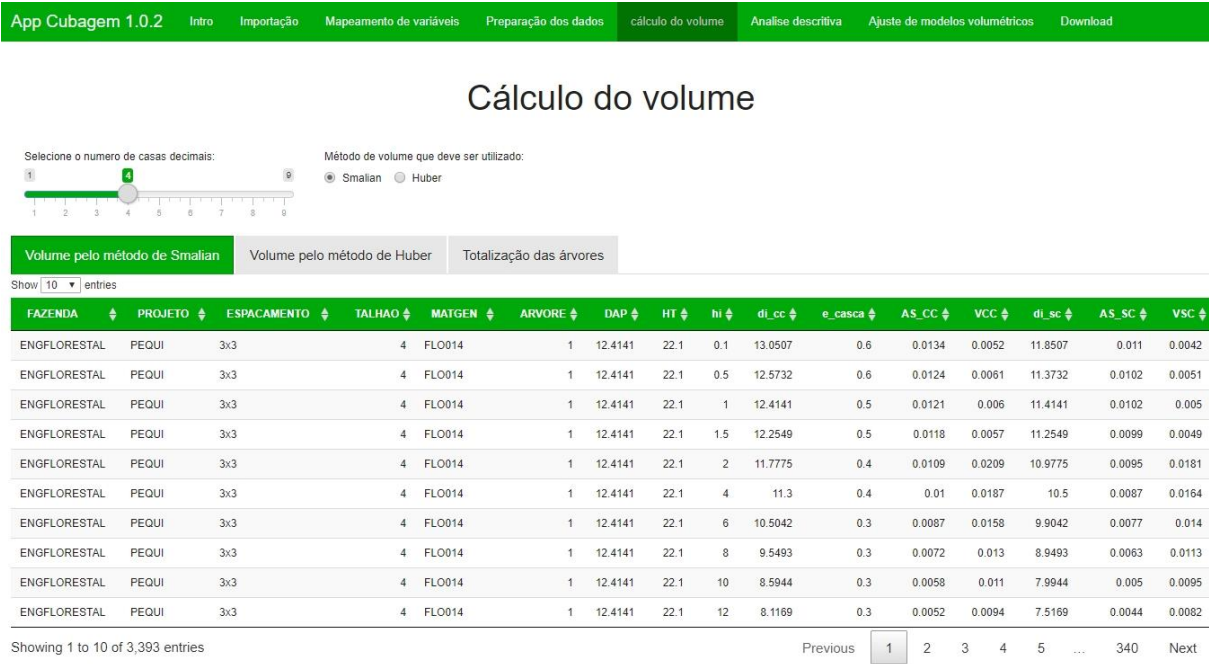 App Cubagem 1.0.2 Intro Importação Mapeamento de variáveis Preparação dos dados cálculo do volume Analise descritiva Ajuste de modelos volumétricos Download
Cálculo do volume
Selecione o numero de casas decimais: Método de volume que deve ser utilizado:
1 4 9 Smalian Huber
1 2 3 4 5 6 7 8 9
Volume pelo método de Smalian Volume pelo método de Huber Totalização das árvores
Show 10 entries
FAZENDA PROJETO ESPACAMENTO TALHAO MATGEN ARVORE DAP HT hi di_cc e_casca AS_CC VCC di_sc AS_SC VSC
ENGFLORESTAL PEQUI 3x3 4 FLO014 1 12.4141 22.1 0.1 13.0507 0.6 0.0134 0.0052 11.8507 0.011 0.0042
ENGFLORESTAL PEQUI 3x3 4 FLO014 1 12.4141 22.1 0.5 12.5732 0.6 0.0124 0.0061 11.3732 0.0102 0.0051
ENGFLORESTAL PEQUI 3x3 4 FLO014 1 12.4141 22.1 1 12.4141 0.5 0.0121 0.006 11.4141 0.0102 0.005
ENGFLORESTAL PEQUI 3x3 4 FLO014 1 12.4141 22.1 1.5 12.2549 0.5 0.0118 0.0057 11.2549 0.0099 0.0049
ENGFLORESTAL PEQUI 3x3 4 FLO014 1 12.4141 22.1 2 11.7775 0.4 0.0109 0.0209 10.9775 0.0095 0.0181
ENGFLORESTAL PEQUI 3x3 4 FLO014 1 12.4141 22.1 4 11.3 0.4 0.01 0.0187 10.5 0.0087 0.0164
ENGFLORESTAL PEQUI 3x3 4 FLO014 1 12.4141 22.1 6 10.5042 0.3 0.0087 0.0158 9.9042 0.0077 0.014
ENGFLORESTAL PEQUI 3x3 4 FLO014 1 12.4141 22.1 8 9.5493 0.3 0.0072 0.013 8.9493 0.0063 0.0113
ENGFLORESTAL PEQUI 3x3 4 FLO014 1 12.4141 22.1 10 8.5944 0.3 0.0058 0.011 7.9944 0.005 0.0095
ENGFLORESTAL PEQUI 3x3 4 FLO014 1 12.4141 22.1 12 8.1169 0.3 0.0052 0.0094 7.5169 0.0044 0.0082
Showing 1 to 10 of 3,393 entries Previous 1 2 3 4 5 … 340 Next